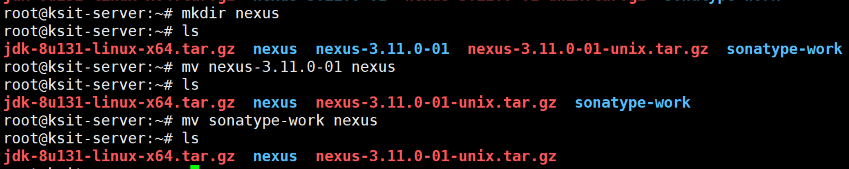 root@ksit-server:~# mkdir nexus
root@ksit-server:~# ls
jdk-8u131-linux-x64.tar.gz nexus nexus-3.11.0-01 nexus-3.11.0-01-unix.tar.gz sonatype-work
root@ksit-server:~# mv nexus-3.11.0-01 nexus
root@ksit-server:~# ls
jdk-8u131-linux-x64.tar.gz nexus nexus-3.11.0-01-unix.tar.gz sonatype-work
root@ksit-server:~# mv sonatype-work nexus
root@ksit-server:~# ls
jdk-8u131-linux-x64.tar.gz nexus nexus-3.11.0-01-unix.tar.gz